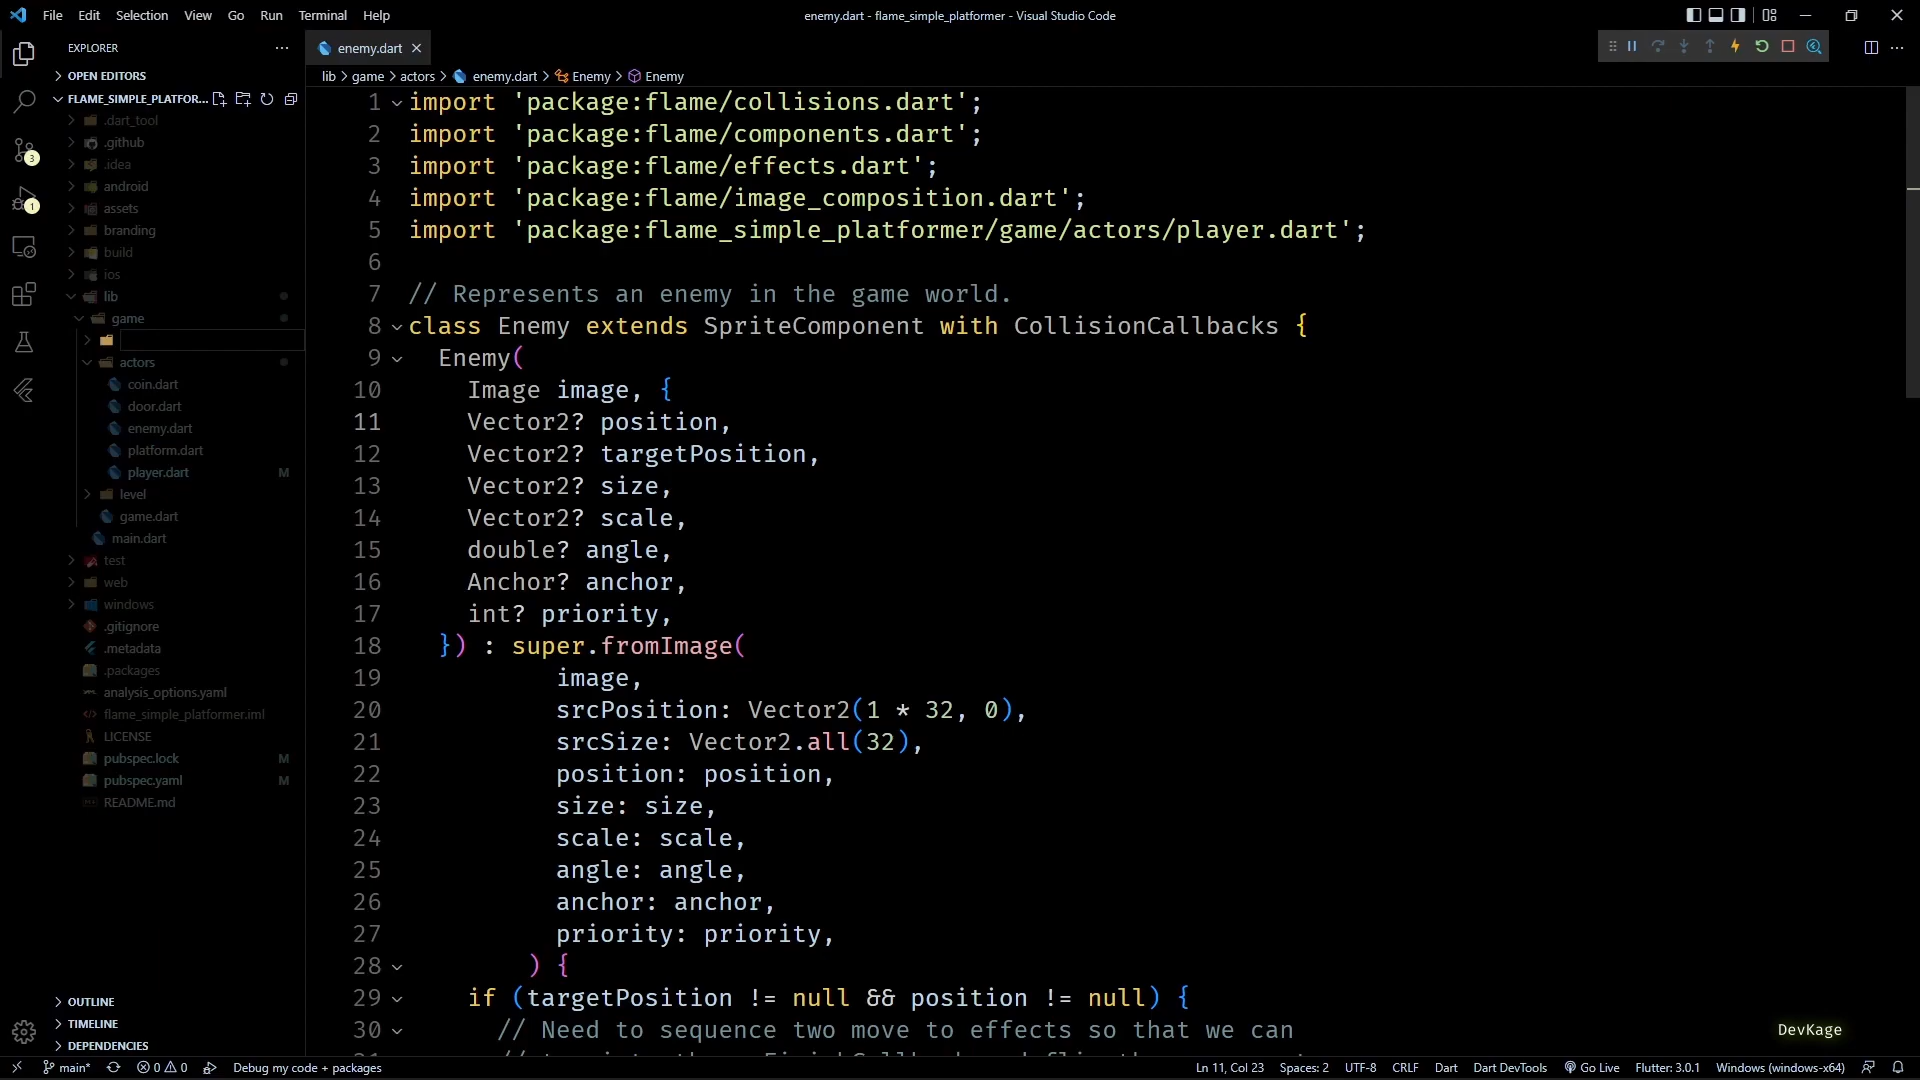 File Edit Selection View Go Run Terminal Help
enemy.dart - flame_simple_platformer - Visual Studio Code
EXPLORER
OPEN EDITORS
FLAME_SIMPLE_PLATFOR...
.dart_tool
.github
.idea
android
assets
branding
build
ios
lib
game
actors
coin.dart
door.dart
enemy.dart
platform.dart
player.dart M
level
game.dart
main.dart
test
web
windows
.gitignore
.metadata
.packages
analysis_options.yaml
flame_simple_platformer.iml
LICENSE
pubspec.lock M
pubspec.yaml M
README.md
OUTLINE
TIMELINE
DEPENDENCIES
3
1
enemy.dart
lib > game > actors > enemy.dart > Enemy > Enemy
1 import 'package:flame/collisions.dart';
2 import 'package:flame/components.dart';
3 import 'package:flame/effects.dart';
4 import 'package:flame/image_composition.dart';
5 import 'package:flame_simple_platformer/game/actors/player.dart';
6
7 // Represents an enemy in the game world.
8 class Enemy extends SpriteComponent with CollisionCallbacks {
9 Enemy(
10 Image image, {
11 Vector2? position,
12 Vector2? targetPosition,
13 Vector2? size,
14 Vector2? scale,
15 double? angle,
16 Anchor? anchor,
17 int? priority,
18 }) : super.fromImage(
19 image,
20 srcPosition: Vector2(1 * 32, 0),
21 srcSize: Vector2.all(32),
22 position: position,
23 size: size,
24 scale: scale,
25 angle: angle,
26 anchor: anchor,
27 priority: priority,
28 ) {
29 if (targetPosition != null && position != null) {
30 // Need to sequence two move to effects so that we can
DevKage
main* 0 0 Debug my code + packages
Ln 11, Col 23 Spaces: 2 UTF-8 CRLF Dart Dart DevTools Go Live Flutter: 3.0.1 Windows (windows-x64)